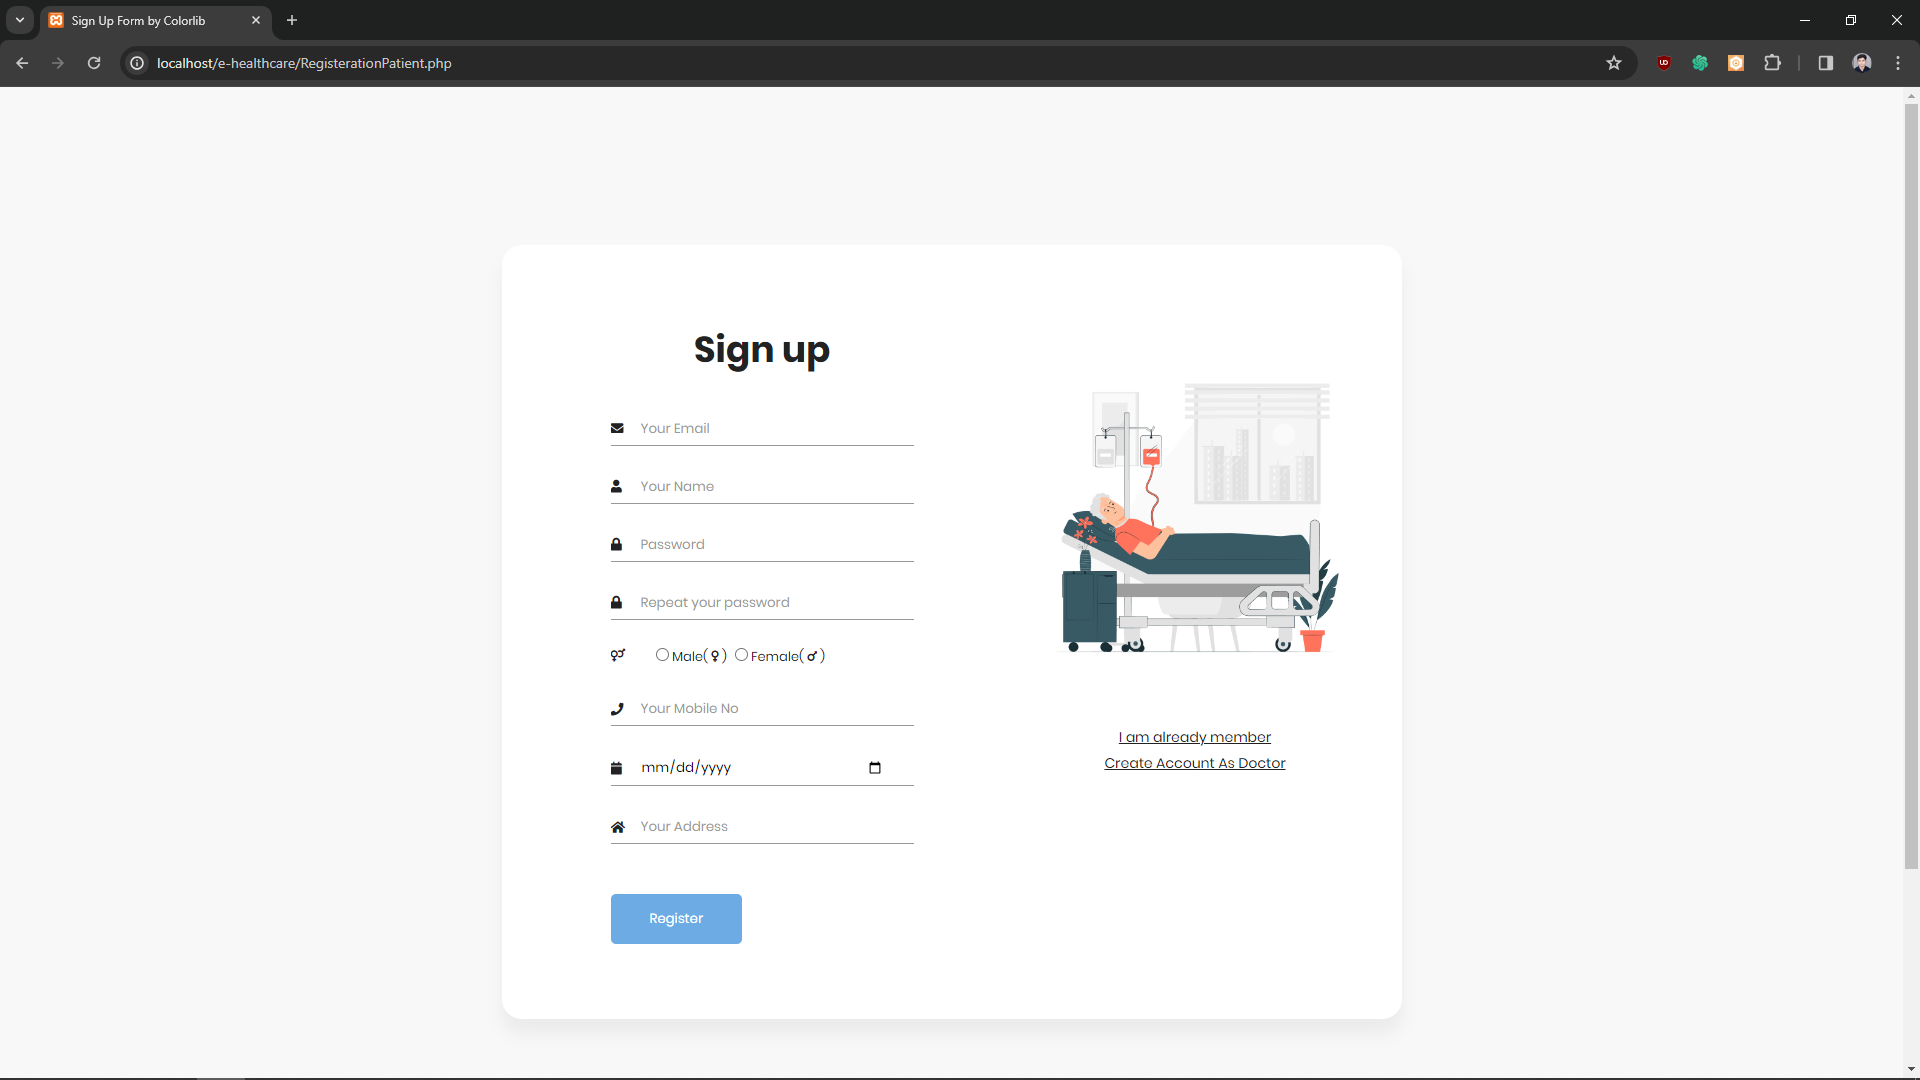 Sign Up Form by Colorlib
localhost/e-healthcare/RegisterationPatient.php
Sign up
Your Email
Your Name
Password
Repeat your password
Male(♀) Female(♂)
Your Mobile No
mm/dd/yyyy
Your Address
Register
I am already member
Create Account As Doctor